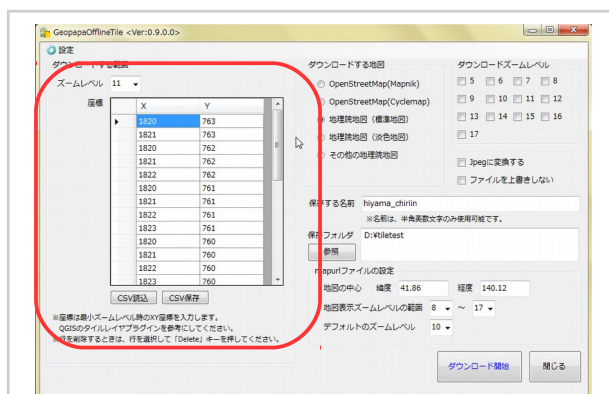 GeopapaOfflineTile <Ver:0.9.0.0>
設定
ダウンロードする範囲
ズームレベル 11
座標
X Y
1820 763
1821 763
1820 762
1821 762
1822 762
1820 761
1821 761
1822 761
1823 761
1820 760
1821 760
1822 760
1823 760
CSV読込 CSV保存
※座標は最小ズームレベル時のXY座標を入力します。
QGISのタイルレイヤプラグインを参考にしてください。
※行を削除するときは、行を選択して「Delete」キーを押してください。
ダウンロードする地図
OpenStreetMap(Mapnik)
OpenStreetMap(Cyclemap)
地理院地図（標準地図）
地理院地図（淡色地図）
その他の地理院地図
ダウンロードズームレベル
5 6 7 8
9 10 11 12
13 14 15 16
17
Jpegに変換する
ファイルを上書きしない
保存する名前 hiyama_chiriin
※名前は、半角英数文字のみ使用可能です。
保存フォルダ D:¥tiletest
参照
mapurlファイルの設定
地図の中心 緯度 41.86 経度 140.12
地図表示ズームレベルの範囲 8 ～ 17
デフォルトのズームレベル 10
ダウンロード開始 閉じる